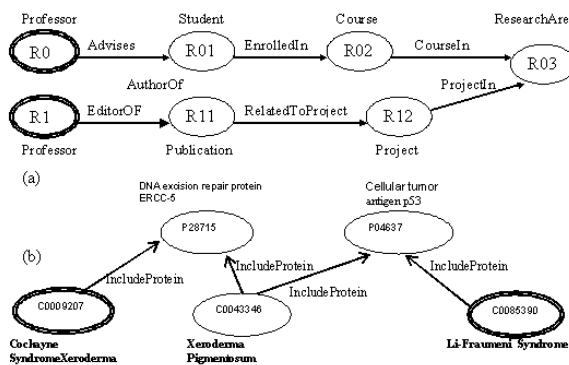 Professor Student Course ResearchAre
R0 Advises R01 EnrolledIn R02 CourseIn R03
AuthorOf ProjectIn
R1 EditorOF R11 RelatedToProject R12
Professor Publication Project
(a)
DNA excision repair protein
ERCC-5
Cellular tumor
antigen p53
P28715 P04637
(b)
IncludeProtein IncludeProtein IncludeProtein IncludeProtein
C0009207 C0043346 C0085390
Cockayne
SyndromeXeroderma
Xeroderma
Pigmentosum
Li-Fraumeni Syndrome